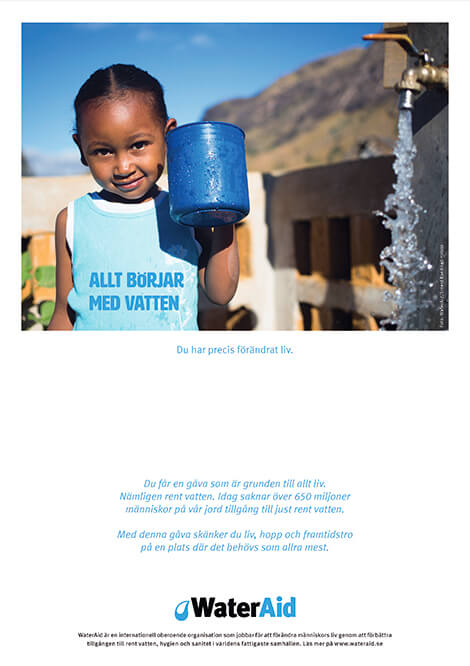 www.wateraid.se
ALLT BÖRJAR
MED VATTEN
Du har precis förändrat liv.
Du får en gåva som är grunden till allt liv.
Nämligen rent vatten. Idag saknar över 650 miljoner
människor på vår jord tillgång till just rent vatten.
Med denna gåva skänker du liv, hopp och framtidstro
på en plats där det behövs som allra mest.
WaterAid
WaterAid är en internationell oberoende organisation som jobbar för att förändra människors liv genom att förbättra
tillgången till rent vatten, hygien och sanitet i världens fattigaste samhällen. Läs mer på www.wateraid.se